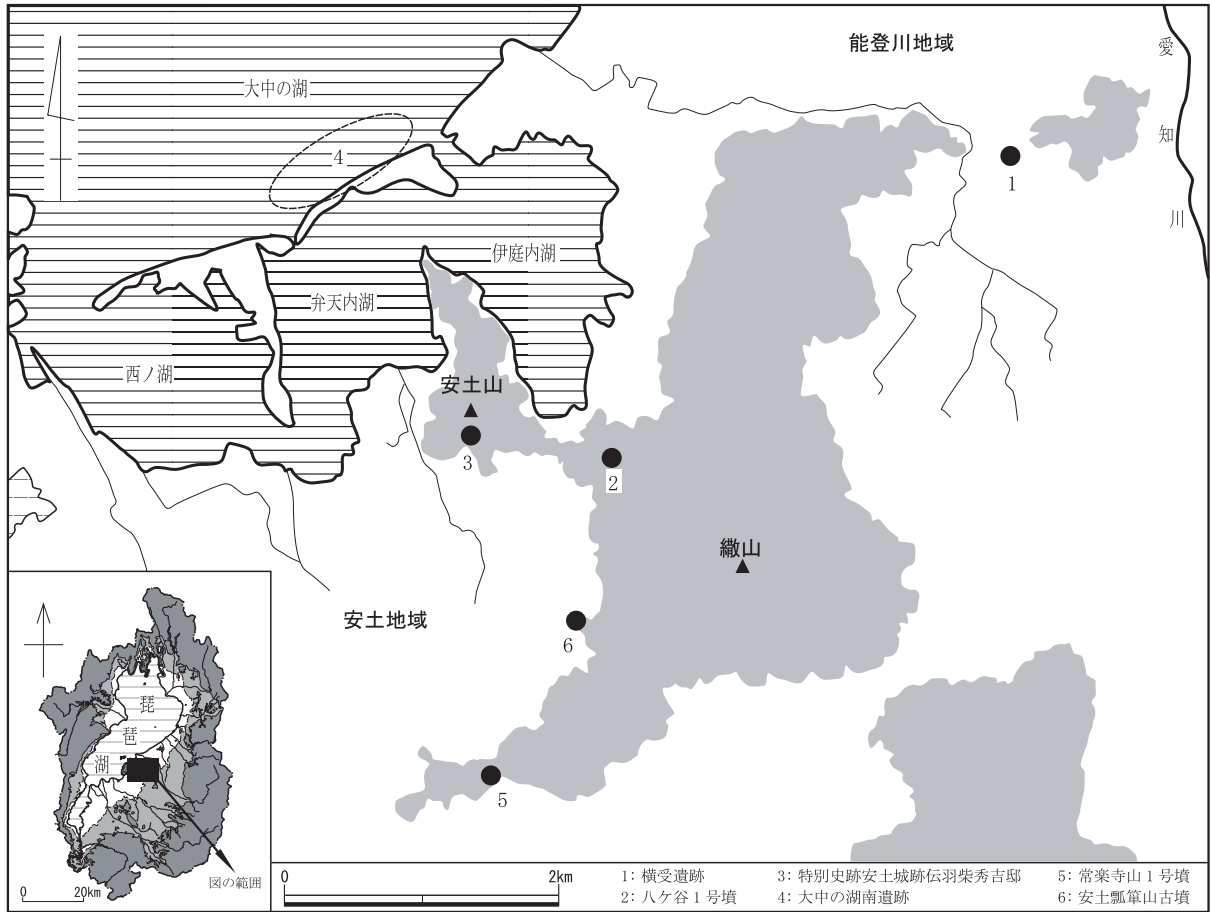 能登川地域
愛知川
大中の湖
4
1
伊庭内湖
弁天内湖
西ノ湖
安土山
3
2
繖山
安土地域
6
5
琵琶湖
0 20km
図の範囲
0 2km
1：横受遺跡 3：特別史跡安土城跡伝羽柴秀吉邸 5：常楽寺山１号墳
2：八ケ谷１号墳 4：大中の湖南遺跡 6：安土瓢箪山古墳